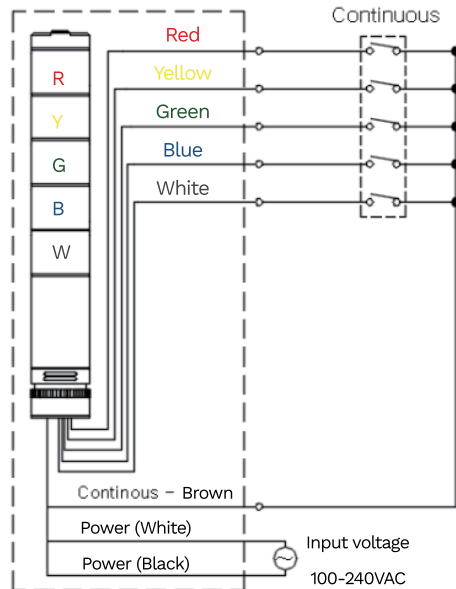 Continuous
Red
Yellow
Green
Blue
White
R
Y
G
B
W
Continous - Brown
Power (White)
Power (Black)
Input voltage
100-240VAC